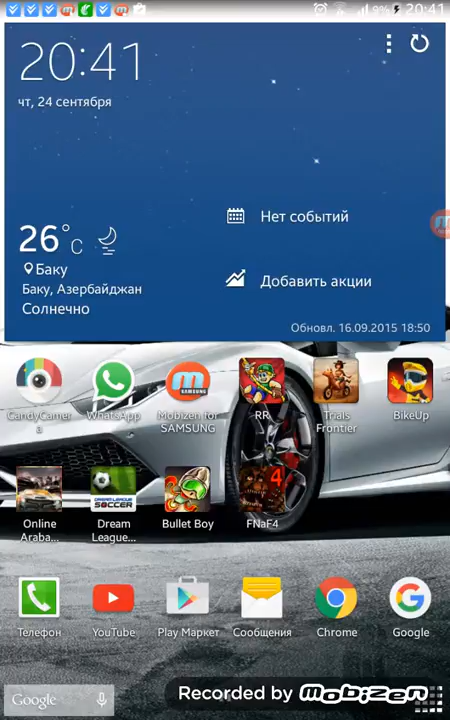 9% 20:41
20:41
чт, 24 сентября
Нет событий
26°C
Баку
Баку, Азербайджан
Солнечно
Добавить акции
Обновл. 16.09.2015 18:50
CandyCamer
a
WhatsApp
Mobizen for
SAMSUNG
RR
Trials
Frontier
BikeUp
Online
Araba...
Dream
League...
Bullet Boy
FNaF4
Телефон
YouTube
Play Маркет
Сообщения
Chrome
Google
Google
Recorded by Mobizen